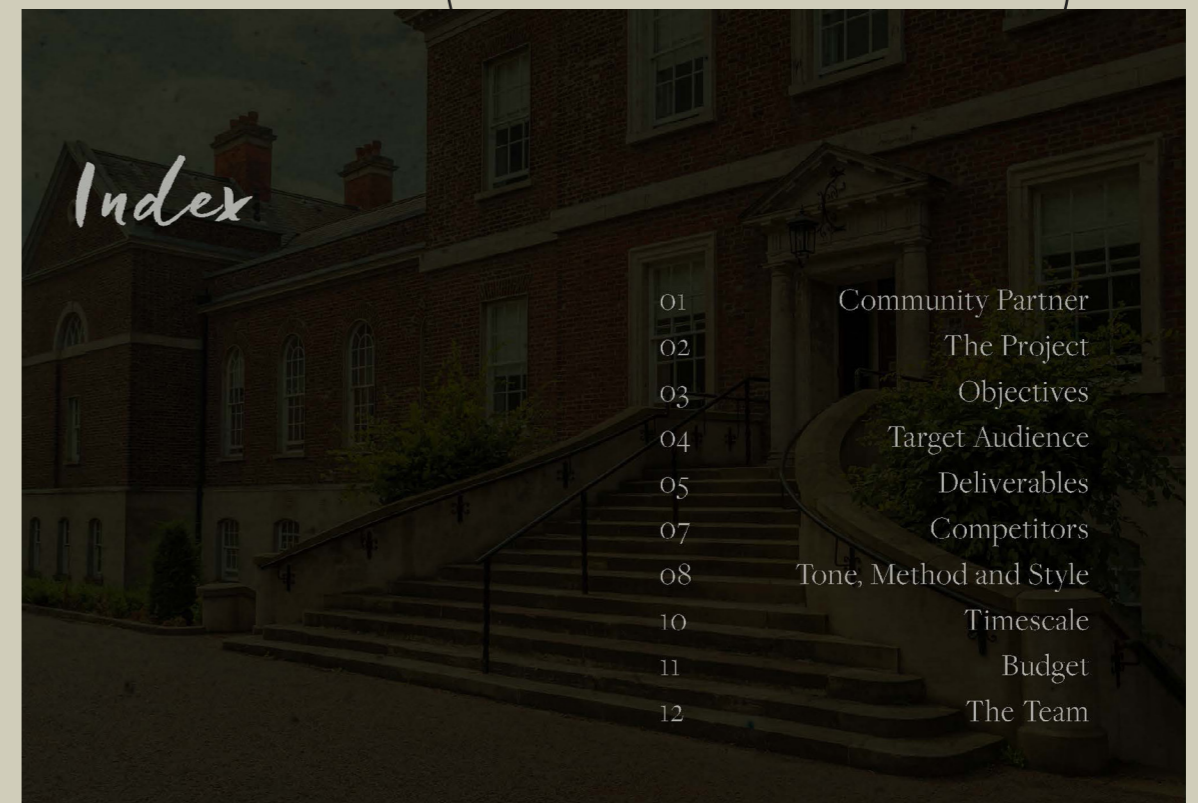 Index
01 Community Partner
02 The Project
03 Objectives
04 Target Audience
05 Deliverables
07 Competitors
08 Tone, Method and Style
10 Timescale
11 Budget
12 The Team